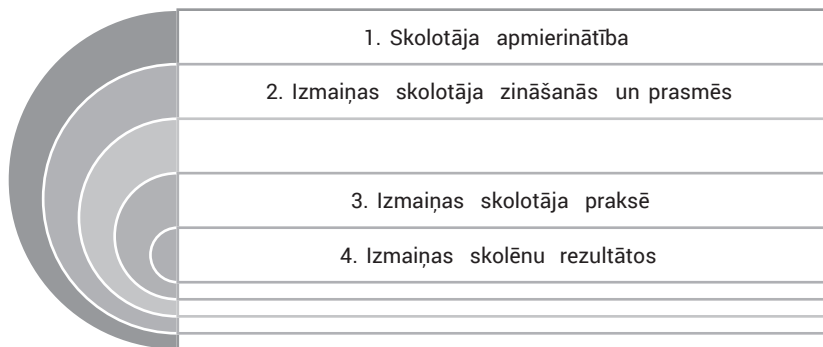 1. Skolotāja apmierinātība
2. Izmaiņas skolotāja zināšanās un prasmēs
3. Izmaiņas skolotāja praksē
4. Izmaiņas skolēnu rezultātos